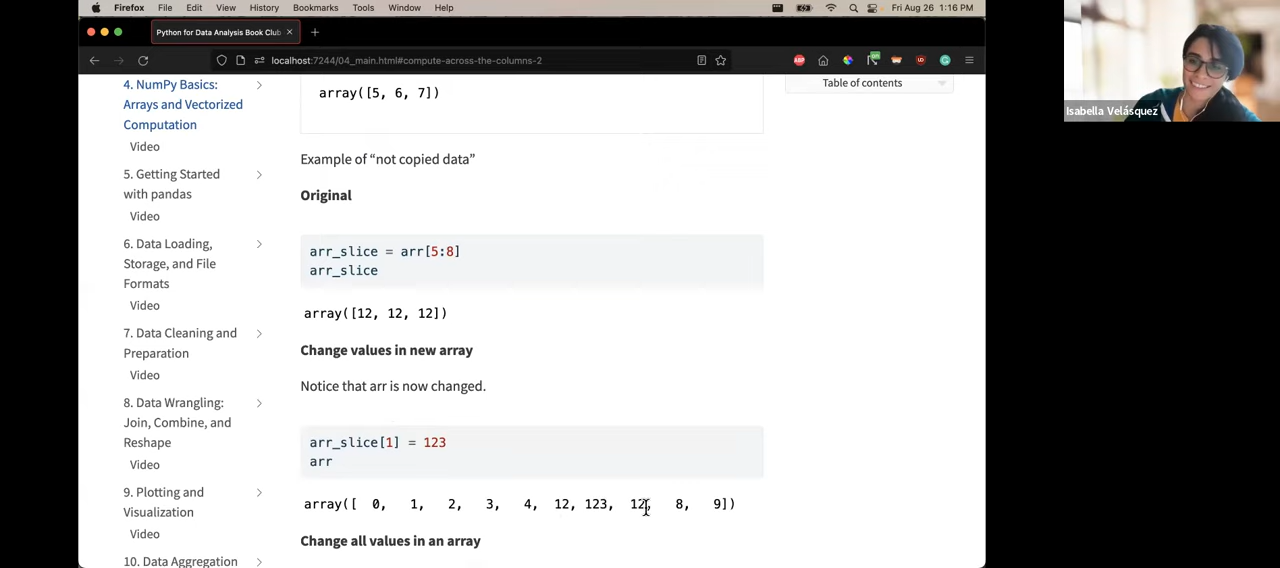 Firefox File Edit View History Bookmarks Tools Window Help Fri Aug 26 1:16 PM
Python for Data Analysis Book Club
localhost:7244/04_main.html#compute-across-the-columns-2
4. NumPy Basics:
Arrays and Vectorized
Computation
Video
5. Getting Started
with pandas
Video
6. Data Loading,
Storage, and File
Formats
Video
7. Data Cleaning and
Preparation
Video
8. Data Wrangling:
Join, Combine, and
Reshape
Video
9. Plotting and
Visualization
Video
10. Data Aggregation
array([5, 6, 7])
Example of “not copied data”
Original
arr_slice = arr[5:8]
arr_slice
array([12, 12, 12])
Change values in new array
Notice that arr is now changed.
arr_slice[1] = 123
arr
array([ 0, 1, 2, 3, 4, 12, 123, 12, 8, 9])
Change all values in an array
Table of contents
Isabella Velásquez